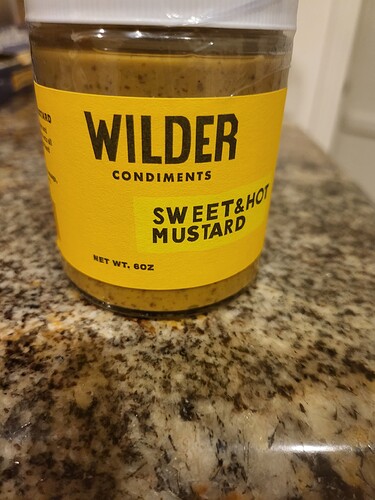 WILDER
CONDIMENTS
SWEET&HOT
MUSTARD
NET WT. 6OZ